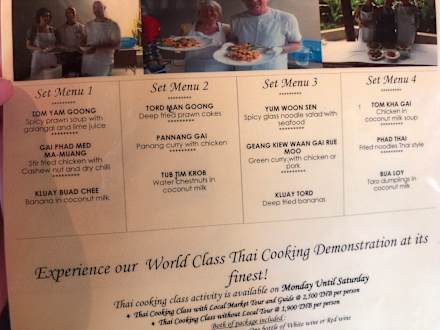 Set Menu 1
TOM YAM GOONG
Spicy prawn soup with
galangal and lime juice
*********
GAI PHAD MED
MA-MUANG
Stir fried chicken with
Cashew nut and dry chilli
*********
KLUAY BUAD CHEE
Banana in coconut milk
Set Menu 2
*********
TORD MAN GOONG
Deep fried prawn cakes
*********
PANNANG GAI
Panang curry with chicken
*********
TUB TIM KROB
Water chestnuts in
coconut milk
*********
Set Menu 3
*********
YUM WOON SEN
Spicy glass noodle salad with
seafood
*********
GEANG KIEW WAAN GAI RUE
MOO
Green curry with chicken or
pork
KLUAY TORD
Deep fried bananas
*********
Set Menu 4
*********
TOM KHA GAI
Chicken in
coconut milk soup
*********
PHAD THAI
Fried noodles Thai style
*********
BUA LOY
Taro dumplings in
coconut milk
*********
Experience our World Class Thai Cooking Demonstration at its
finest!
Thai cooking class activity is available on Monday Until Saturday
• Thai Cooking Class with Local Market Tour and Guide @ 2,500 THB per person
• Thai Cooking Class without Local Tour @ 1,900 THB per person
Both of package included:
One bottle of White wine or Red wine